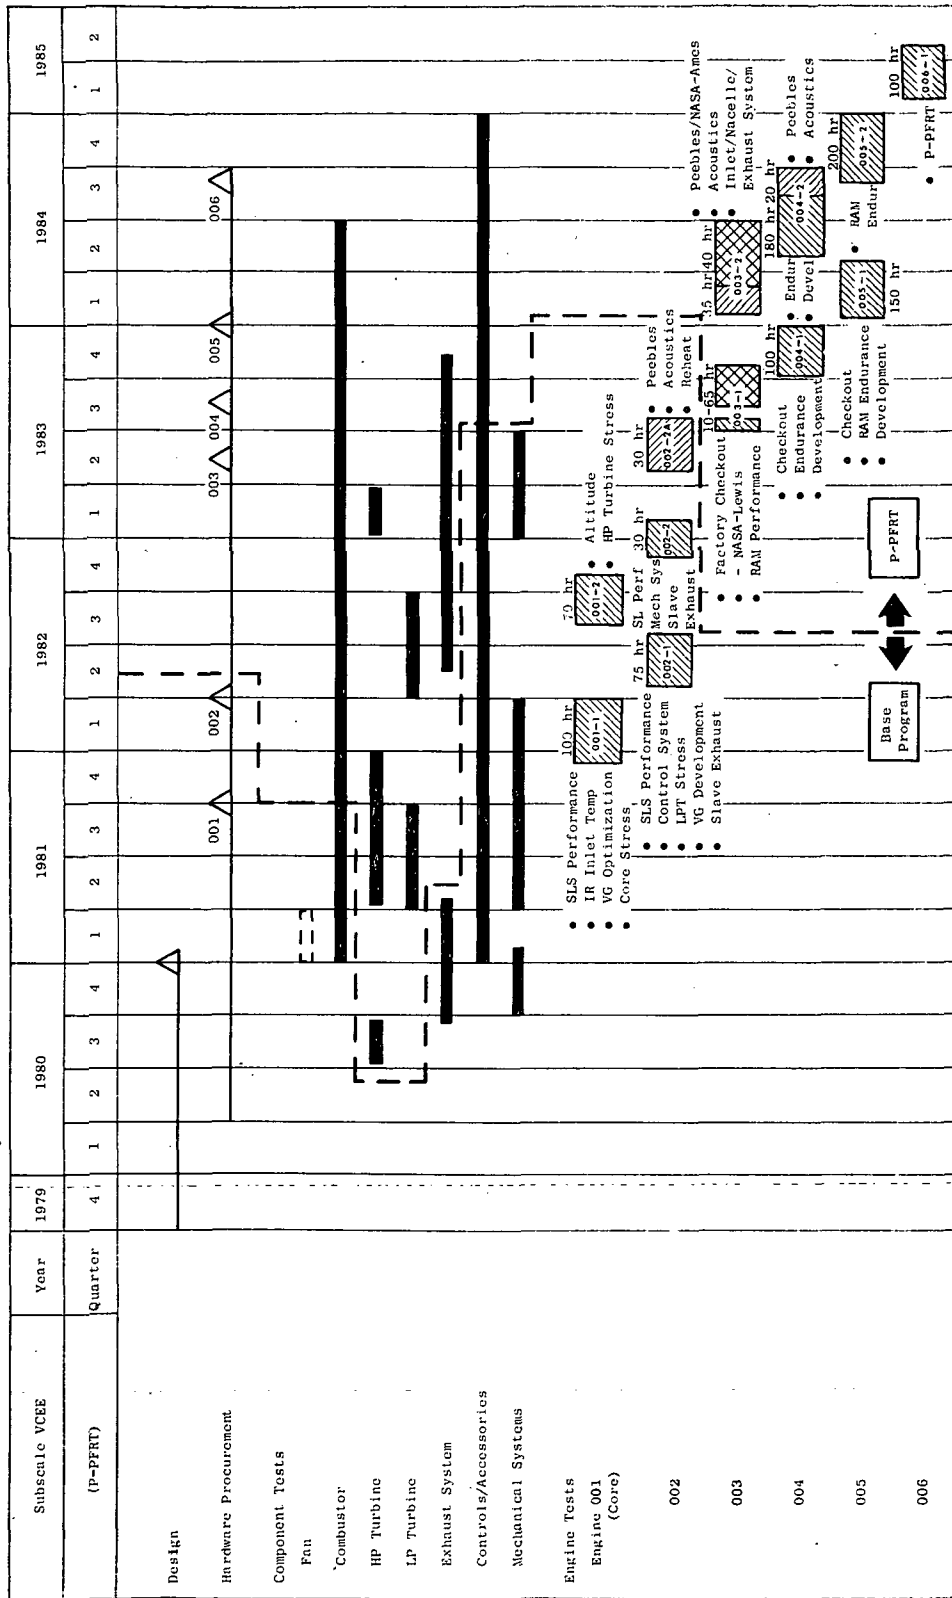 Subscale VCEE
Year
1979
1980
1981
1982
1983
1984
1985
(P-PFRT)
Quarter
4
1
2
3
4
1
2
3
4
1
2
3
4
1
2
3
4
1
2
3
4
1
2
Design
Hardware Procurement
001
002
003
004
005
006
Component Tests
Fan
Combustor
HP Turbine
LP Turbine
Exhaust System
Controls/Accessories
Mechanical Systems
Engine Tests
Engine 001
(Core)
• SLS Performance
• IR Inlet Temp
• VG Optimization
• Core Stress
100 hr
001-1
70 hr
001-2
• Altitude
• HP Turbine Stress
002
• SLS Performance
• Control System
• LPT Stress
• VG Development
• Slave Exhaust
75 hr
002-1
SL Perf
Mech Sys
Slave
Exhaust
30 hr
002-2
30 hr
002-2A
• Peebles
• Acoustics
• Reheat
003
• Factory Checkout
• - NASA-Lewis
• RAM Performance
10-65 hr
003-1
35 hr
40 hr
003-2
• Peebles/NASA-Ames
• Acoustics
• Inlet/Nacelle/
Exhaust System
004
• Checkout
• Endurance
• Development
100 hr
004-1
• Endur
• Devel
180 hr
20 hr
004-2
• Peebles
• Acoustics
005
• Checkout
• RAM Endurance
• Development
005-1
150 hr
• RAM
Endur
200 hr
005-2
006
• P-PFRT
100 hr
006-1
Base
Program
P-PFRT